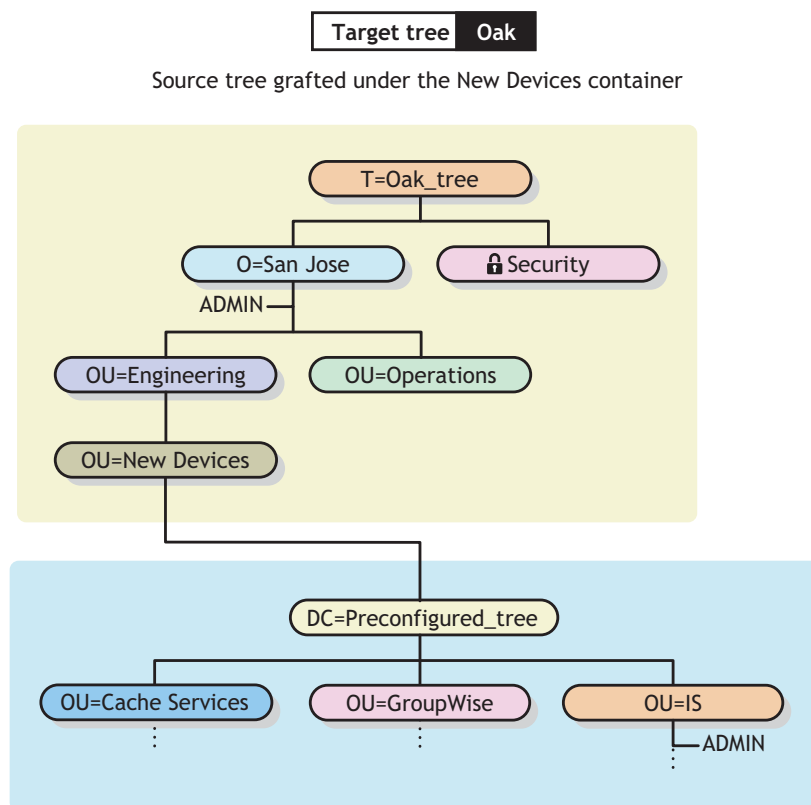 Target tree Oak
Source tree grafted under the New Devices container
T=Oak_tree
O=San Jose
Security
ADMIN
OU=Engineering
OU=Operations
OU=New Devices
DC=Preconfigured_tree
OU=Cache Services
OU=GroupWise
OU=IS
ADMIN